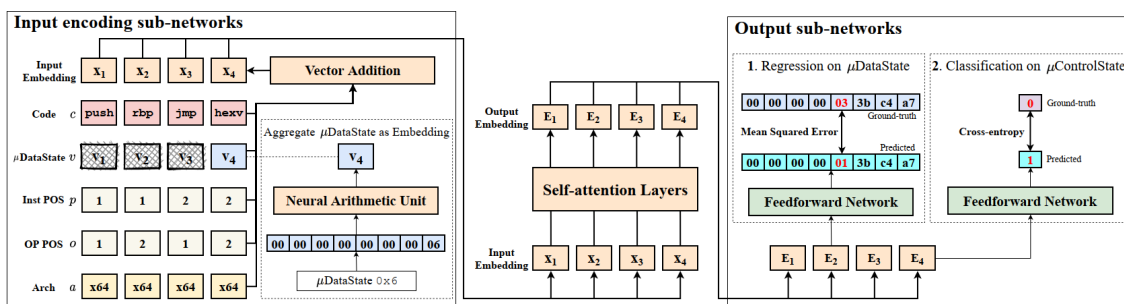 Input encoding sub-networks
Input
Embedding
x1 x2 x3 x4
Vector Addition
Code c push rbp jmp hexv
Aggregate μDataState as Embedding
μDataState v v1 v2 v3 v4
v4
Inst POS p 1 1 2 2
Neural Arithmetic Unit
OP POS o 1 2 1 2
00 00 00 00 00 00 00 06
Arch a x64 x64 x64 x64
μDataState 0x6
Output
Embedding
E1 E2 E3 E4
Self-attention Layers
Input
Embedding
x1 x2 x3 x4
Output sub-networks
1. Regression on μDataState
00 00 00 00 03 3b c4 a7
Ground-truth
Mean Squared Error
Predicted
00 00 00 00 01 3b c4 a7
Feedforward Network
2. Classification on μControlState
0 Ground-truth
Cross-entropy
1 Predicted
Feedforward Network
E1 E2 E3 E4